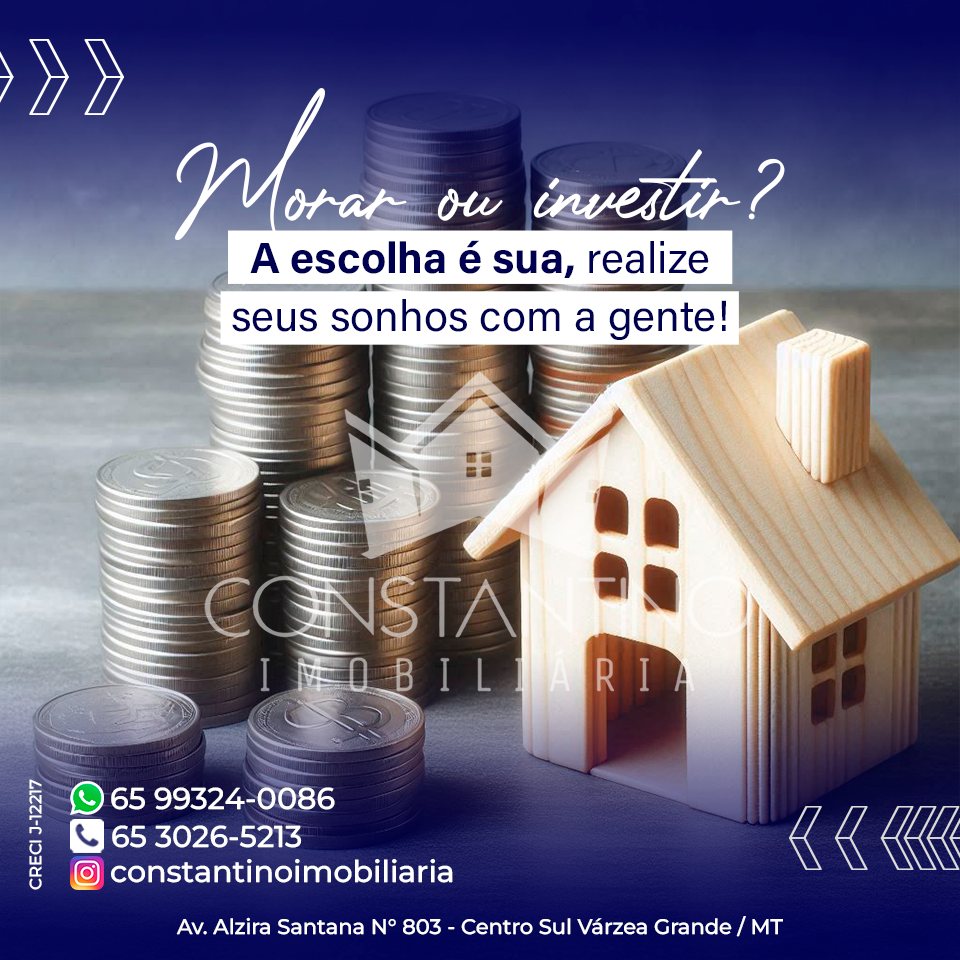 Morar ou investir?
A escolha é sua, realize
seus sonhos com a gente!
CONSTANTINO
IMOBILIÁRIA
CRECI J-12217
65 99324-0086
65 3026-5213
constantinoimobiliaria
Av. Alzira Santana Nº 803 - Centro Sul Várzea Grande / MT